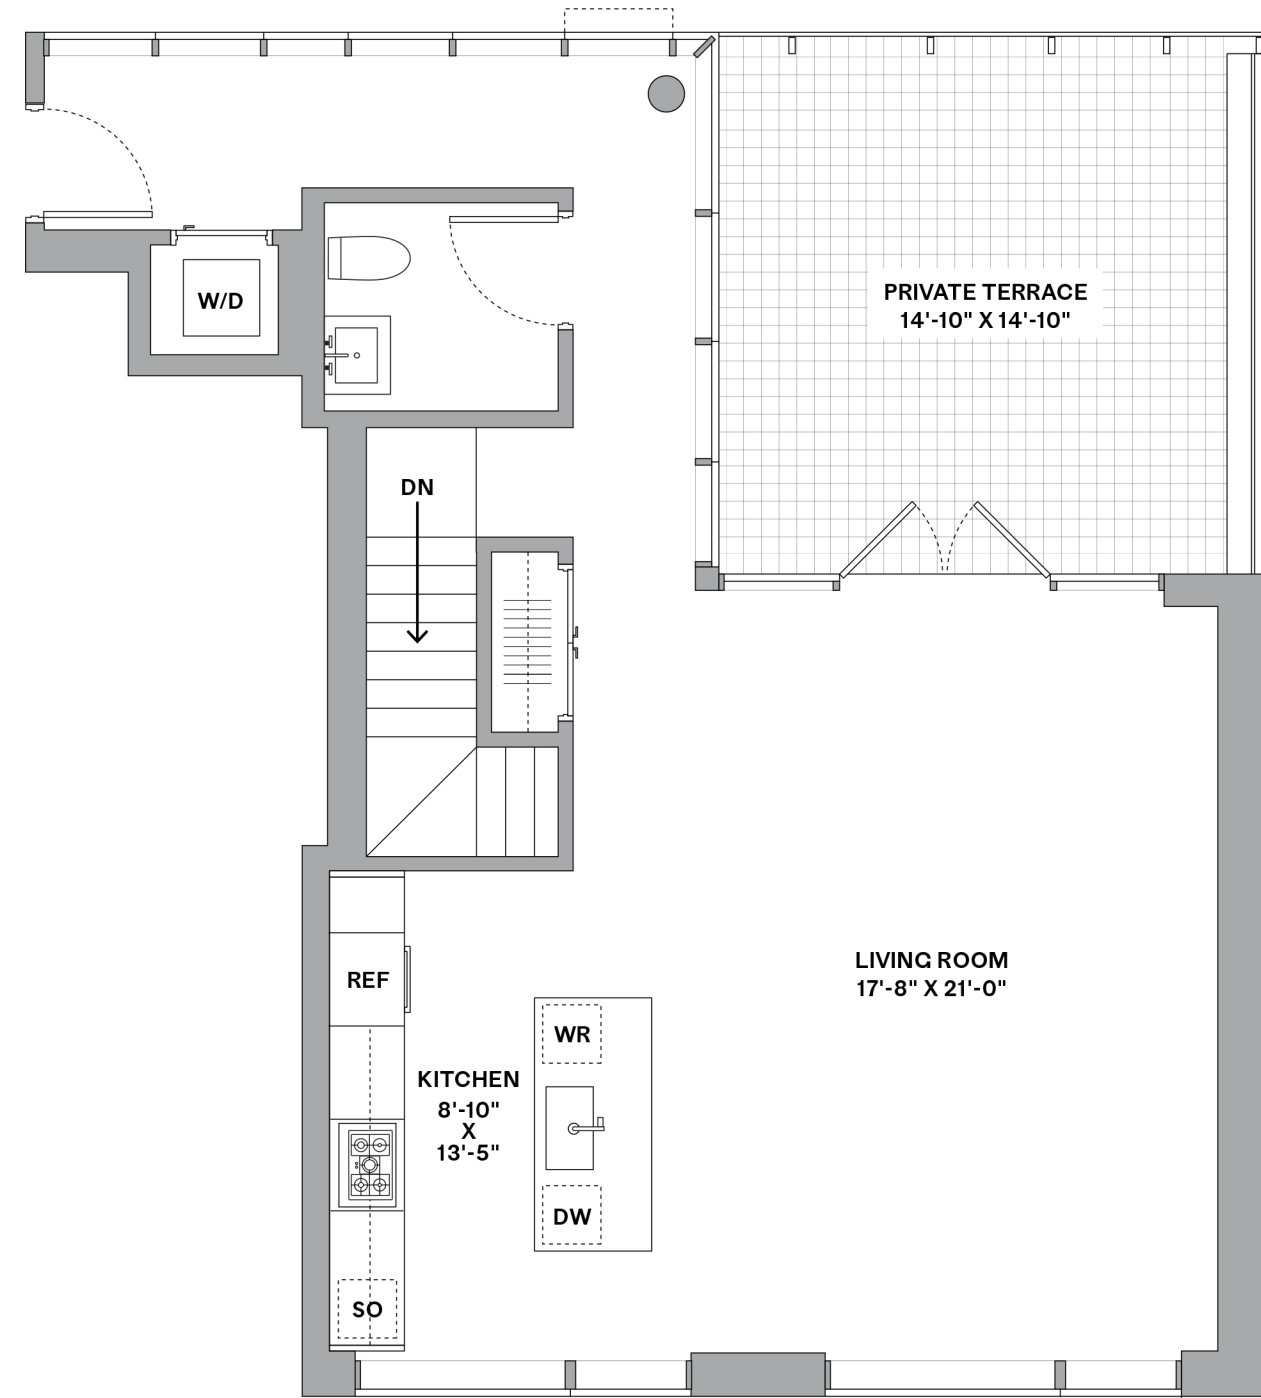 W/D
PRIVATE TERRACE
14'-10" X 14'-10"
DN
LIVING ROOM
17'-8" X 21'-0"
REF
WR
KITCHEN
8'-10"
X
13'-5"
DW
SO